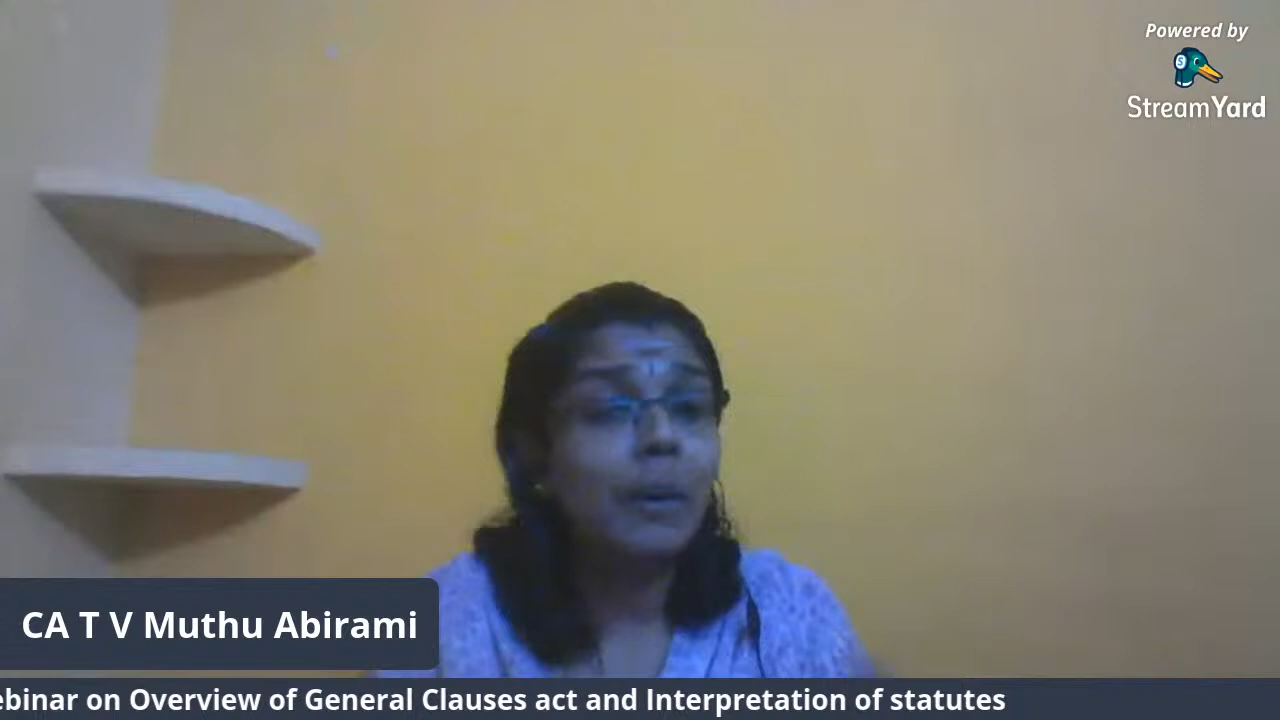 Powered by
S
StreamYard
CA T V Muthu Abirami
ebinar on Overview of General Clauses act and Interpretation of statutes